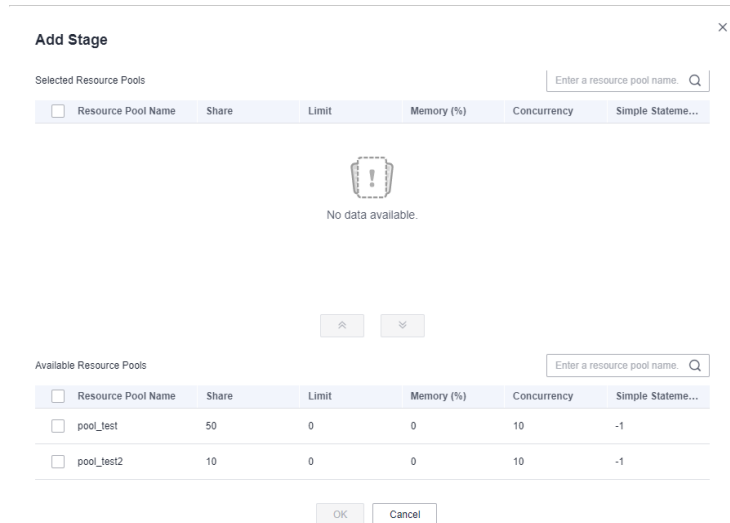 Add Stage
Selected Resource Pools
Enter a resource pool name.
Resource Pool Name Share Limit Memory (%) Concurrency Simple Stateme...
No data available.
Available Resource Pools
Enter a resource pool name.
Resource Pool Name Share Limit Memory (%) Concurrency Simple Stateme...
pool_test 50 0 0 10 -1
pool_test2 10 0 0 10 -1
OK Cancel